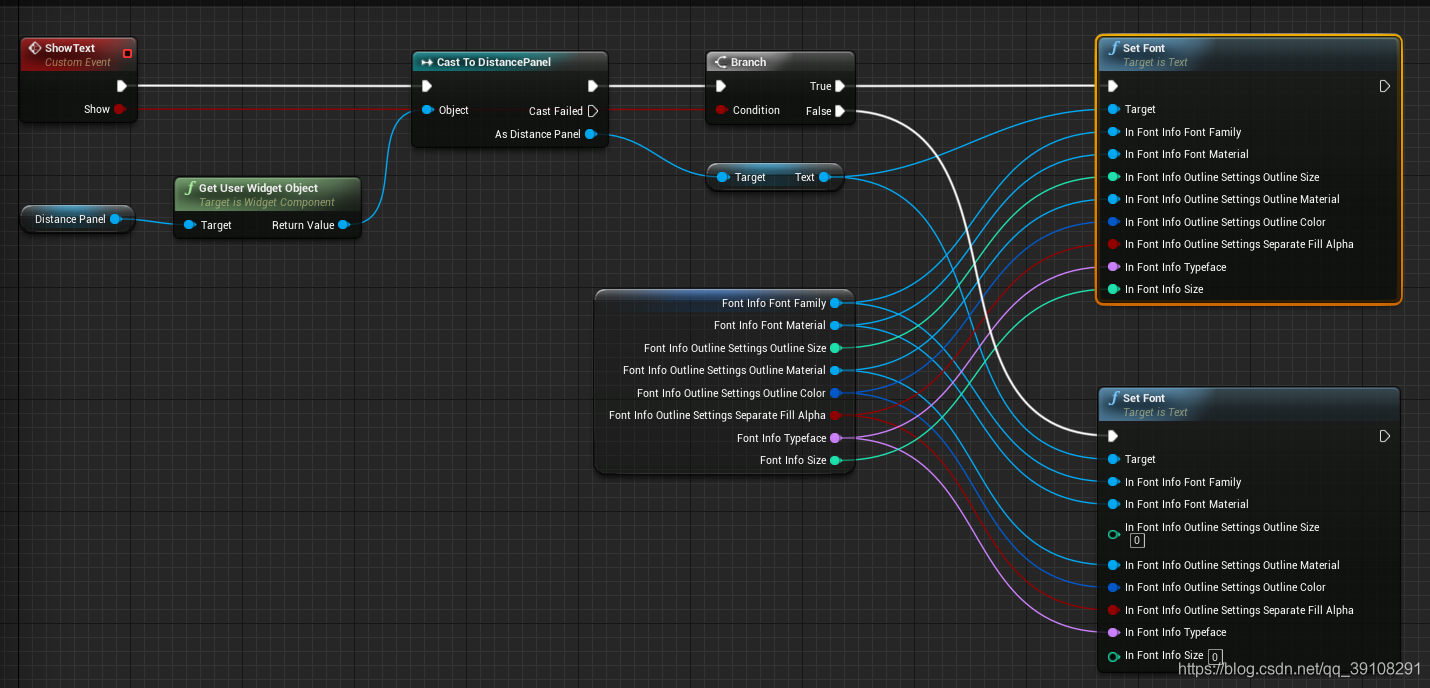 ShowText
Custom Event
Show
Distance Panel
Get User Widget Object
Target is Widget Component
Target Return Value
Cast To DistancePanel
Object Cast Failed
As Distance Panel
Branch
True
Condition False
Target Text
Font Info Font Family
Font Info Font Material
Font Info Outline Settings Outline Size
Font Info Outline Settings Outline Material
Font Info Outline Settings Outline Color
Font Info Outline Settings Separate Fill Alpha
Font Info Typeface
Font Info Size
Set Font
Target is Text
Target
In Font Info Font Family
In Font Info Font Material
In Font Info Outline Settings Outline Size
In Font Info Outline Settings Outline Material
In Font Info Outline Settings Outline Color
In Font Info Outline Settings Separate Fill Alpha
In Font Info Typeface
In Font Info Size
Set Font
Target is Text
Target
In Font Info Font Family
In Font Info Font Material
In Font Info Outline Settings Outline Size
0
In Font Info Outline Settings Outline Material
In Font Info Outline Settings Outline Color
In Font Info Outline Settings Separate Fill Alpha
In Font Info Typeface
In Font Info Size 0
https://blog.csdn.net/qq_39108291